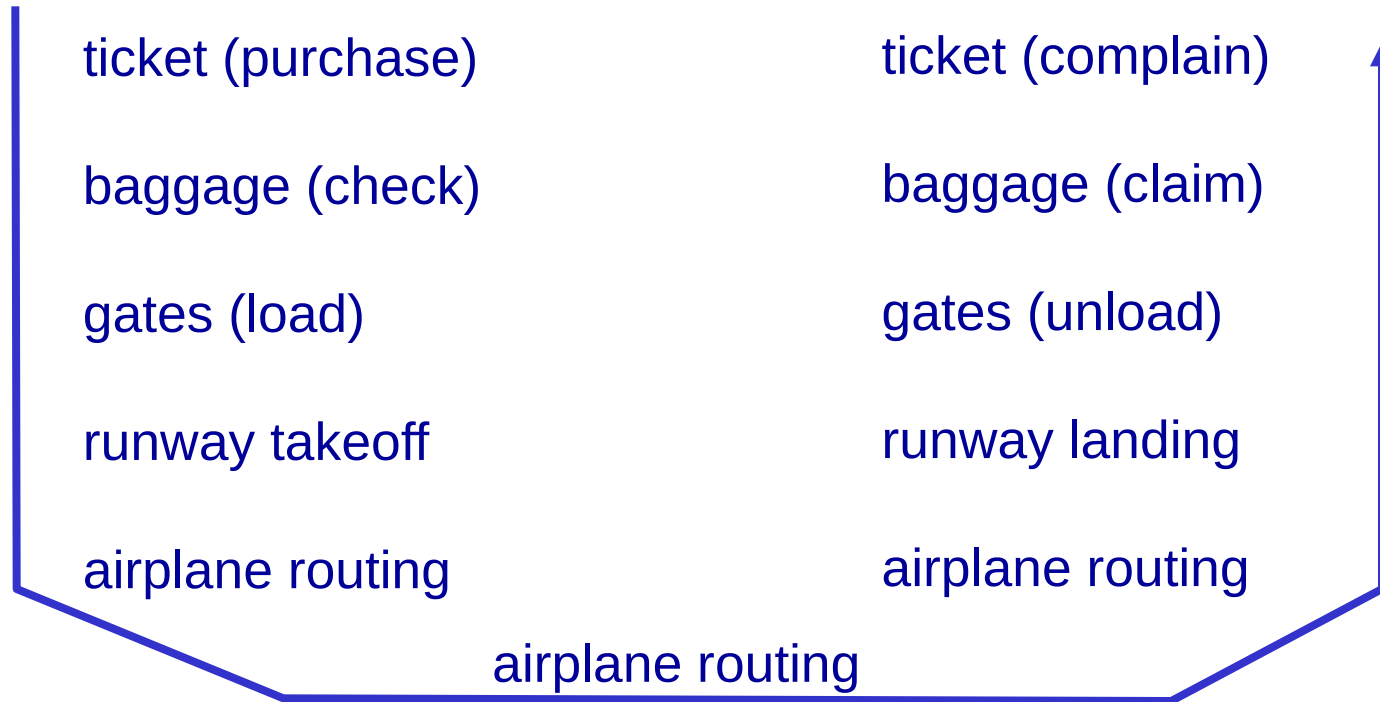 ticket (purchase)
baggage (check)
gates (load)
runway takeoff
airplane routing
ticket (complain)
baggage (claim)
gates (unload)
runway landing
airplane routing
airplane routing